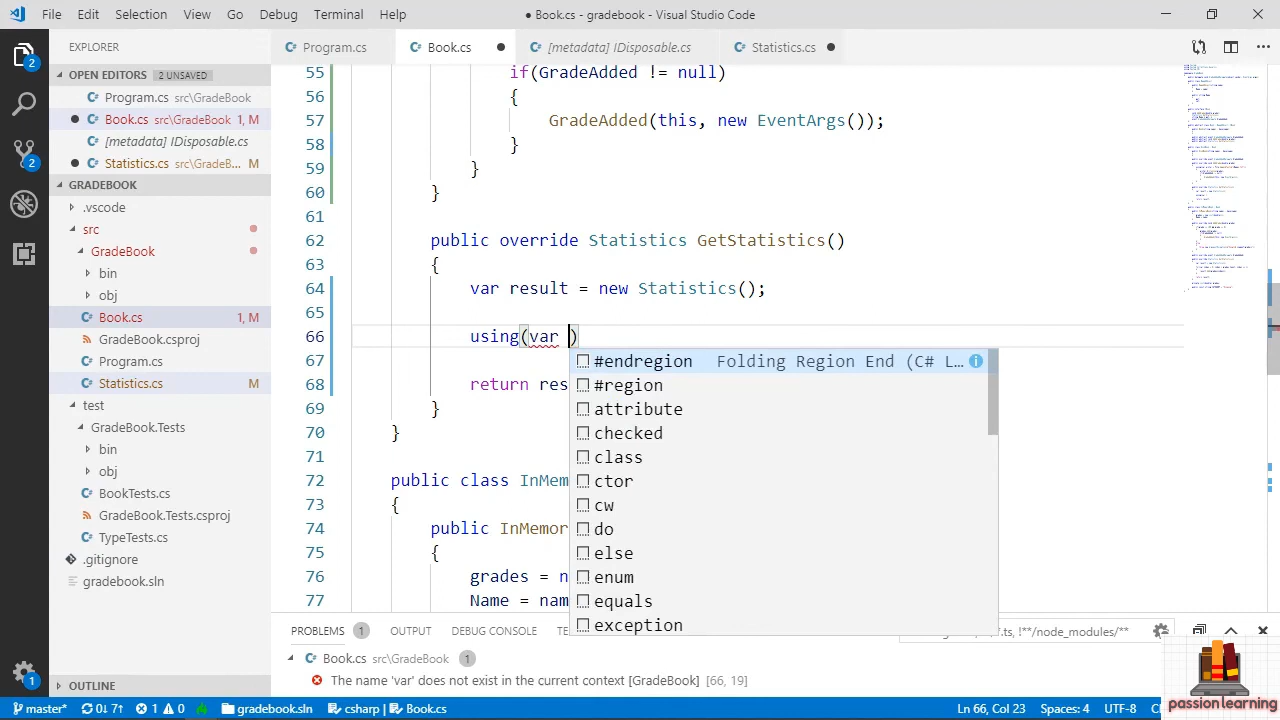 File Edit Selection View Go Debug Terminal Help
● Book.cs - gradebook - Visual Studio Code
EXPLORER
Program.cs
Book.cs
[metadata] IDisposable.cs
Statistics.cs
OPEN EDITORS 2 UNSAVED
Program.cs src\GradeBook
Book.cs src\GradeBook 1, M
[metadata] IDisposable.cs
Statistics.cs src\GradeB... M
GRADEBOOK
src
GradeBook
bin
obj
Book.cs 1, M
GradeBook.csproj
Program.cs
Statistics.cs M
test
GradeBook.Tests
bin
obj
BookTests.cs
GradeBook.Tests.csproj
TypeTests.cs
.gitignore
gradebook.sln
OUTLINE
2
2
1
55 if(GradeAdded != null)
56 {
57 GradeAdded(this, new EventArgs());
58 }
59 }
60 }
61
62 public override Statistics GetStatistics()
63 {
64 var result = new Statistics();
65
66 using(var )
67
68 return res
69 }
70 }
71
72 public class InMem
73 {
74 public InMemor
75 {
76 grades = n
77 Name = nam
#endregion Folding Region End (C# L...
#region
attribute
checked
class
ctor
cw
do
else
enum
equals
exception
PROBLEMS 1 OUTPUT DEBUG CONSOLE TE
.ts, !**/node_modules/**
Book.cs src\GradeBook 1
The name 'var' does not exist in the current context [GradeBook] [66, 19]
passion learning
master* 0↓ 7↑ 1 0 gradebook.sln csharp | Book.cs
Ln 66, Col 23 Spaces: 4 UTF-8